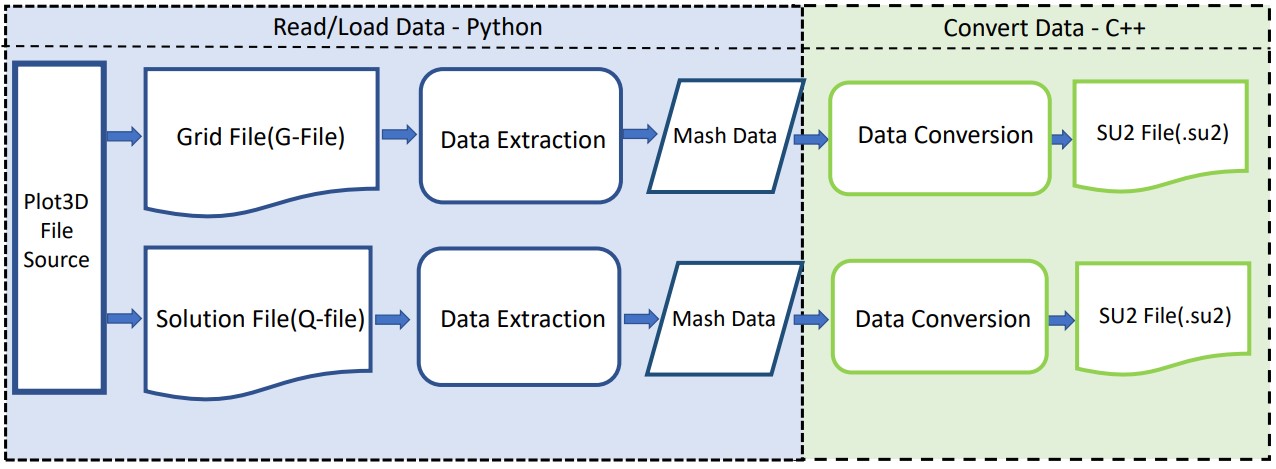 Read/Load Data - Python
Convert Data - C++
Plot3D
File
Source
Grid File(G-File)
Data Extraction
Mash Data
Data Conversion
SU2 File(.su2)
Solution File(Q-file)
Data Extraction
Mash Data
Data Conversion
SU2 File(.su2)